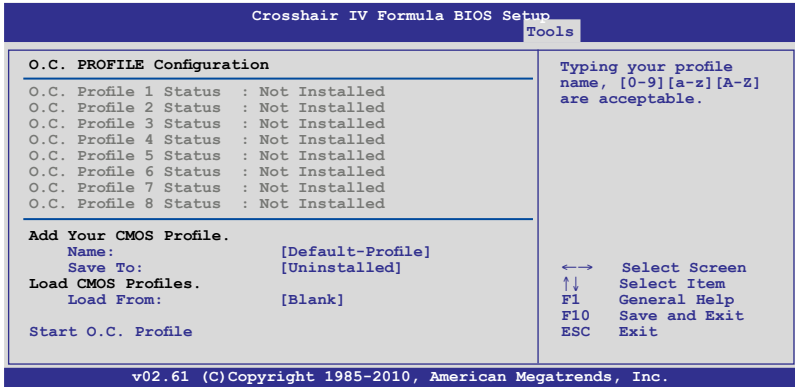 Crosshair IV Formula BIOS Setup
Tools
O.C. PROFILE Configuration
O.C. Profile 1 Status : Not Installed
O.C. Profile 2 Status : Not Installed
O.C. Profile 3 Status : Not Installed
O.C. Profile 4 Status : Not Installed
O.C. Profile 5 Status : Not Installed
O.C. Profile 6 Status : Not Installed
O.C. Profile 7 Status : Not Installed
O.C. Profile 8 Status : Not Installed
Add Your CMOS Profile.
Name: [Default-Profile]
Save To: [Uninstalled]
Load CMOS Profiles.
Load From: [Blank]
Start O.C. Profile
Typing your profile
name, [0-9][a-z][A-Z]
are acceptable.
←→ Select Screen
↑↓ Select Item
F1 General Help
F10 Save and Exit
ESC Exit
v02.61 (C)Copyright 1985-2010, American Megatrends, Inc.